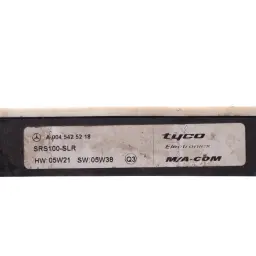 A 004 542 52 18
SRS100-SLR
HW:05W21 SW:05W38 Q3
tyco
Electronics
M/A-COM